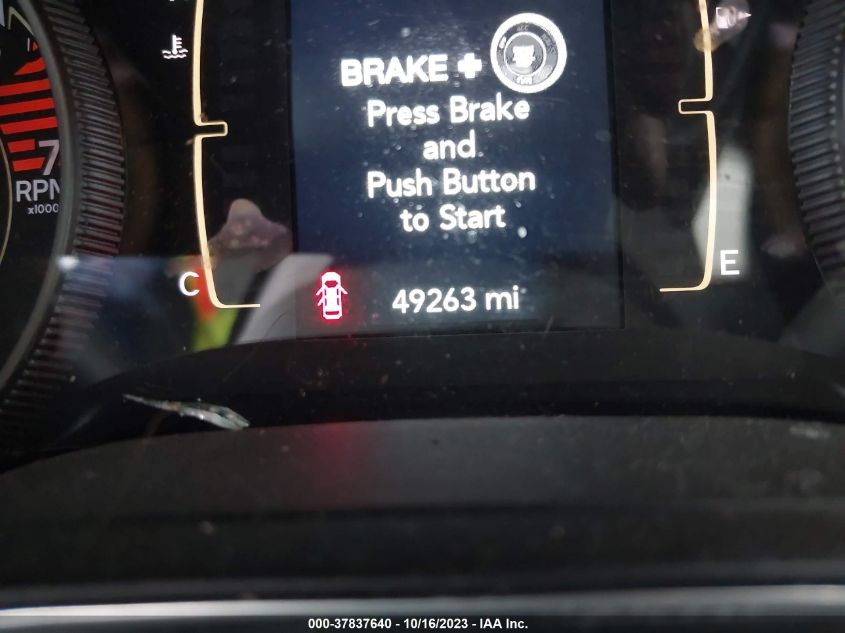 BRAKE +
Press Brake
and
Push Button
to Start
7
RPM
x1000
C
E
49263 mi
000-37837640 - 10/16/2023 - IAA Inc.